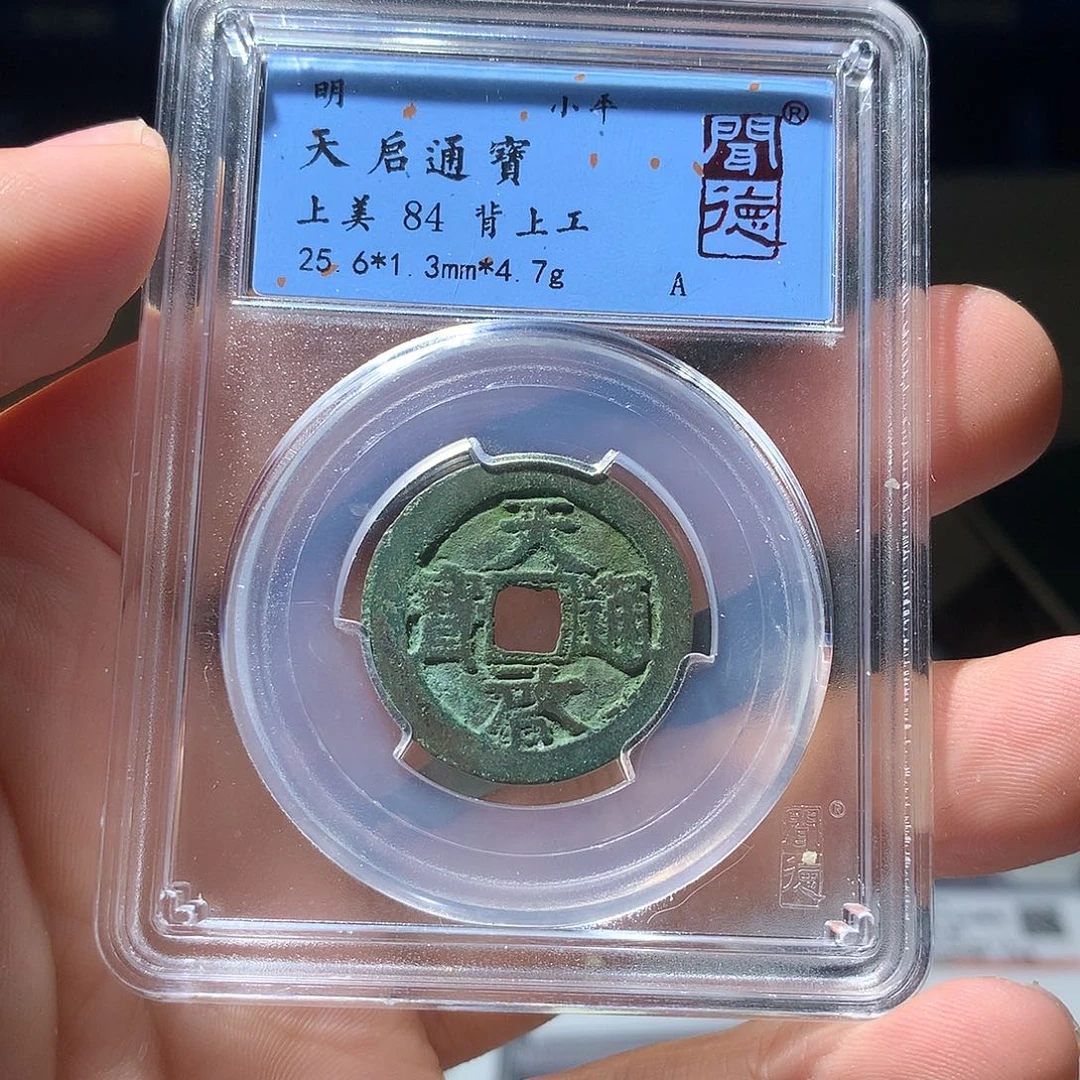 明 小平
天启通寶
上美 84 背上工
25.6*1.3mm*4.7g A
聞德
®
天啟通寶
聞德
®